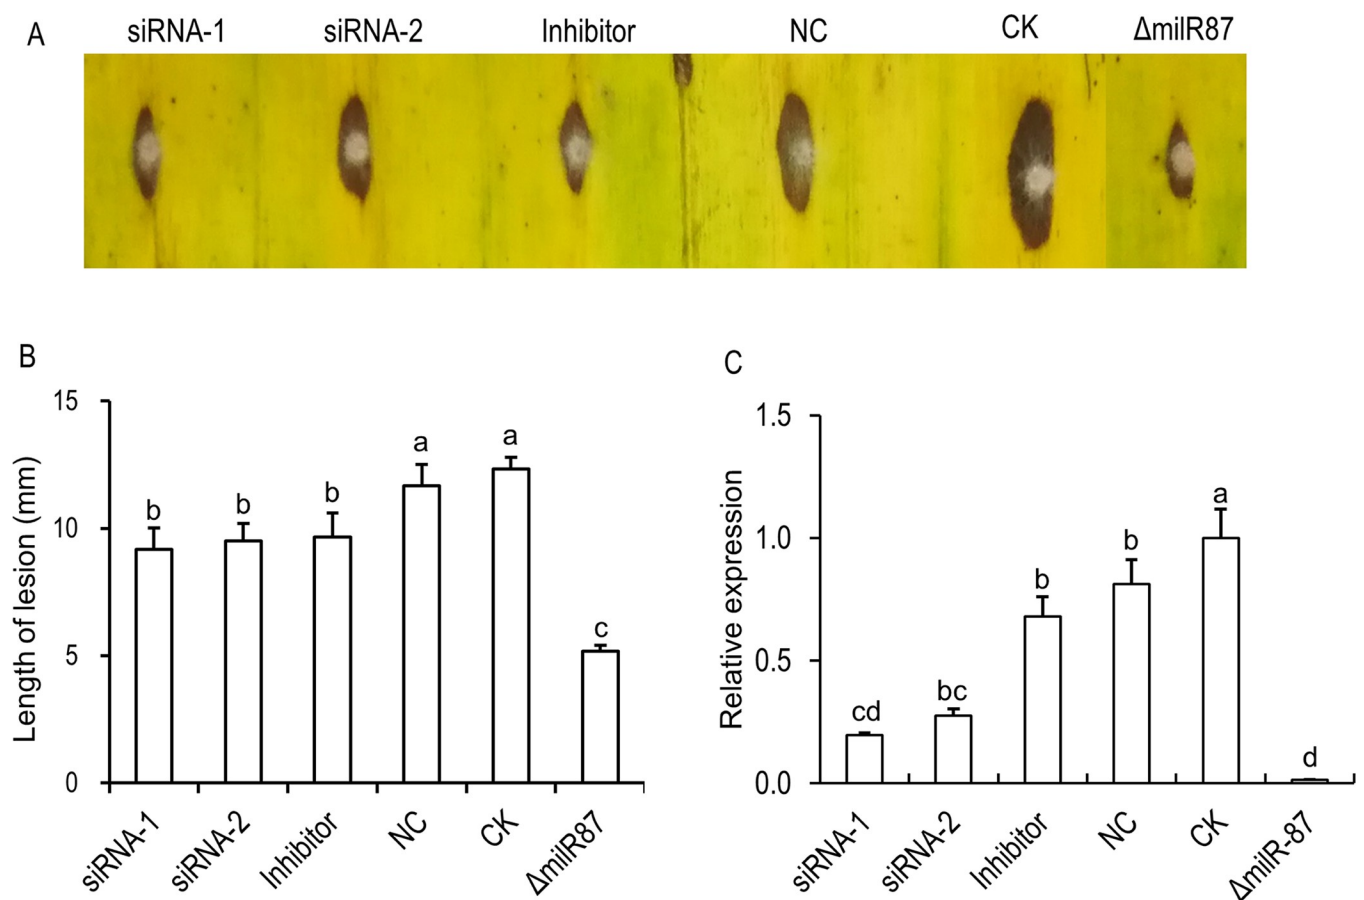 A siRNA-1 siRNA-2 Inhibitor NC CK ΔmilR87
B
Length of lesion (mm)
15
10
5
0
b b b a a c
siRNA-1 siRNA-2 Inhibitor NC CK ΔmilR87
C
Relative expression
1.5
1.0
0.5
0.0
cd bc b b a d
siRNA-1 siRNA-2 Inhibitor NC CK ΔmilR-87